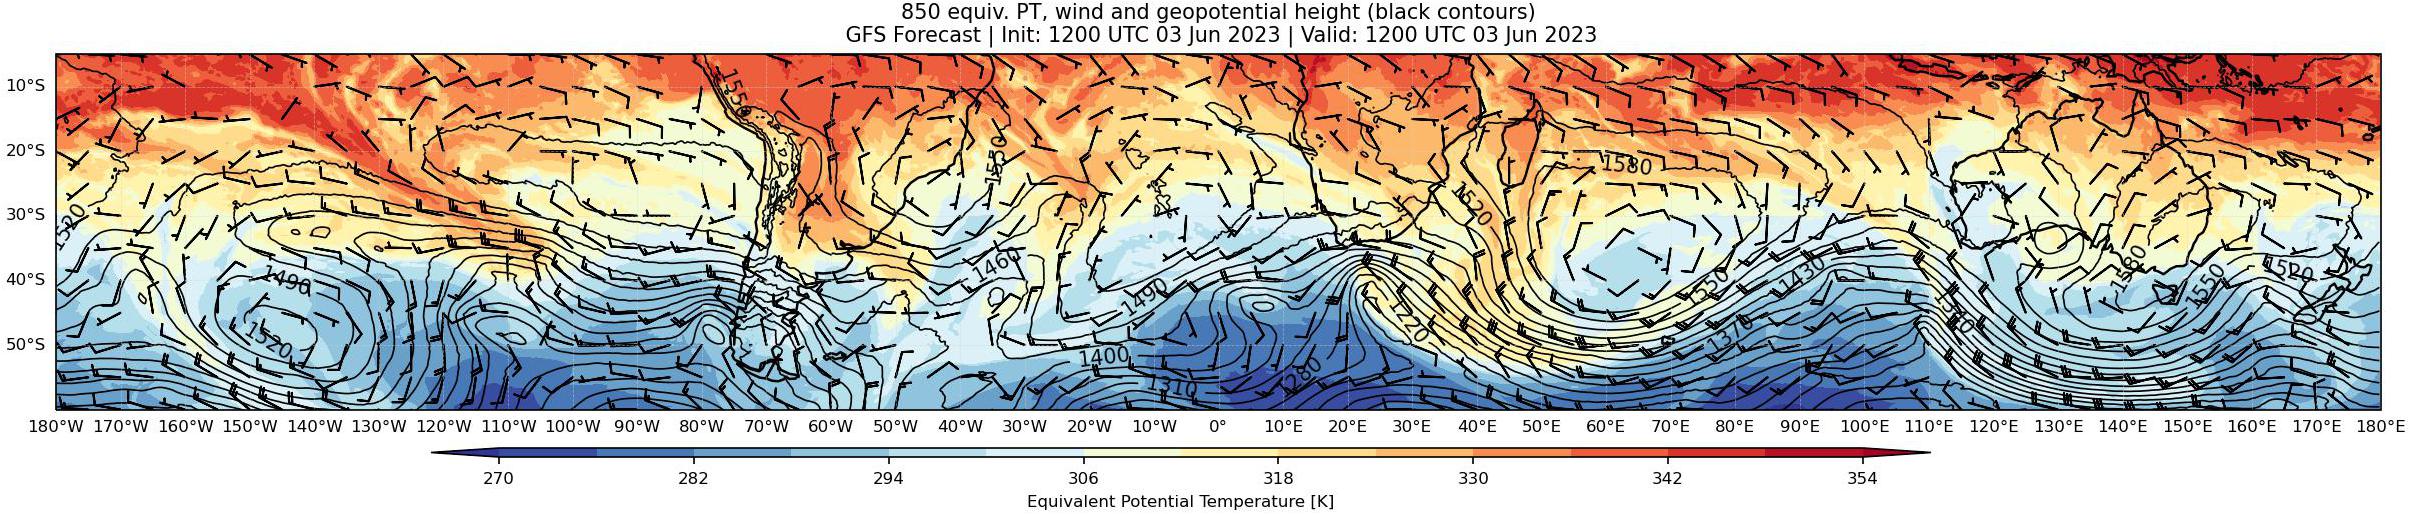 850 equiv. PT, wind and geopotential height (black contours)
GFS Forecast | Init: 1200 UTC 03 Jun 2023 | Valid: 1200 UTC 03 Jun 2023
10°S
20°S
30°S
40°S
50°S
1550
1550
1580
1520
1520
1490
1520
1460
1490
1400
1310
1280
1220
1550
1430
1370
1340
1580
1550
1520
180°W 170°W 160°W 150°W 140°W 130°W 120°W 110°W 100°W 90°W 80°W 70°W 60°W 50°W 40°W 30°W 20°W 10°W 0° 10°E 20°E 30°E 40°E 50°E 60°E 70°E 80°E 90°E 100°E 110°E 120°E 130°E 140°E 150°E 160°E 170°E 180°E
270 282 294 306 318 330 342 354
Equivalent Potential Temperature [K]